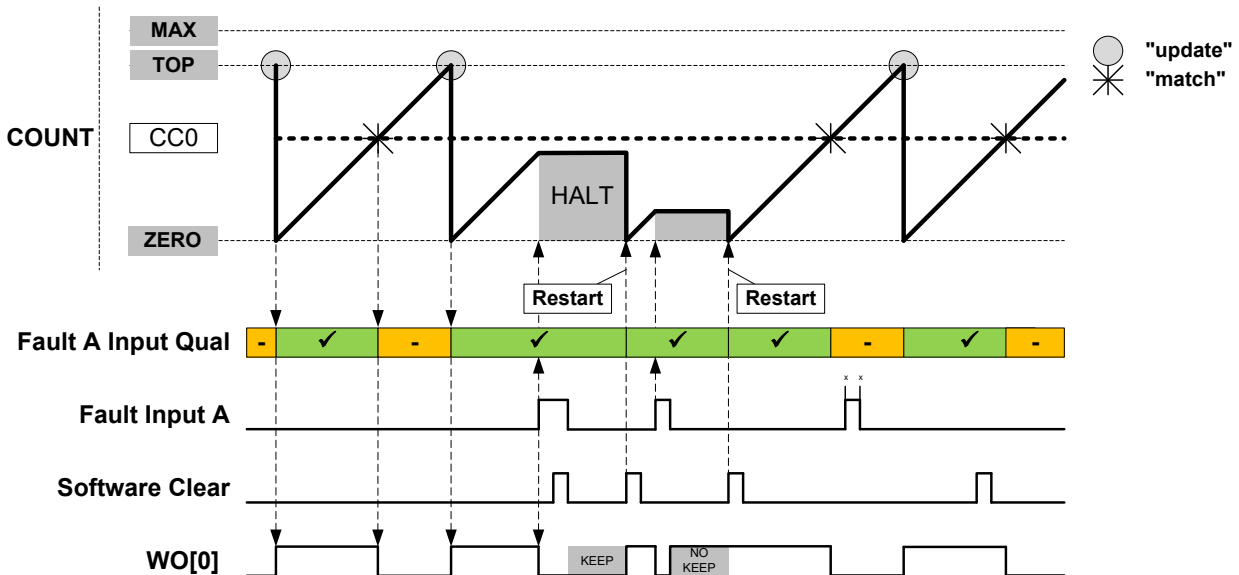 MAX
TOP
"update"
"match"
COUNT
CC0
HALT
ZERO
Restart
Restart
Fault A Input Qual
- ✓ - ✓ ✓ ✓ - ✓ -
x x
Fault Input A
Software Clear
WO[0]
KEEP
NO
KEEP